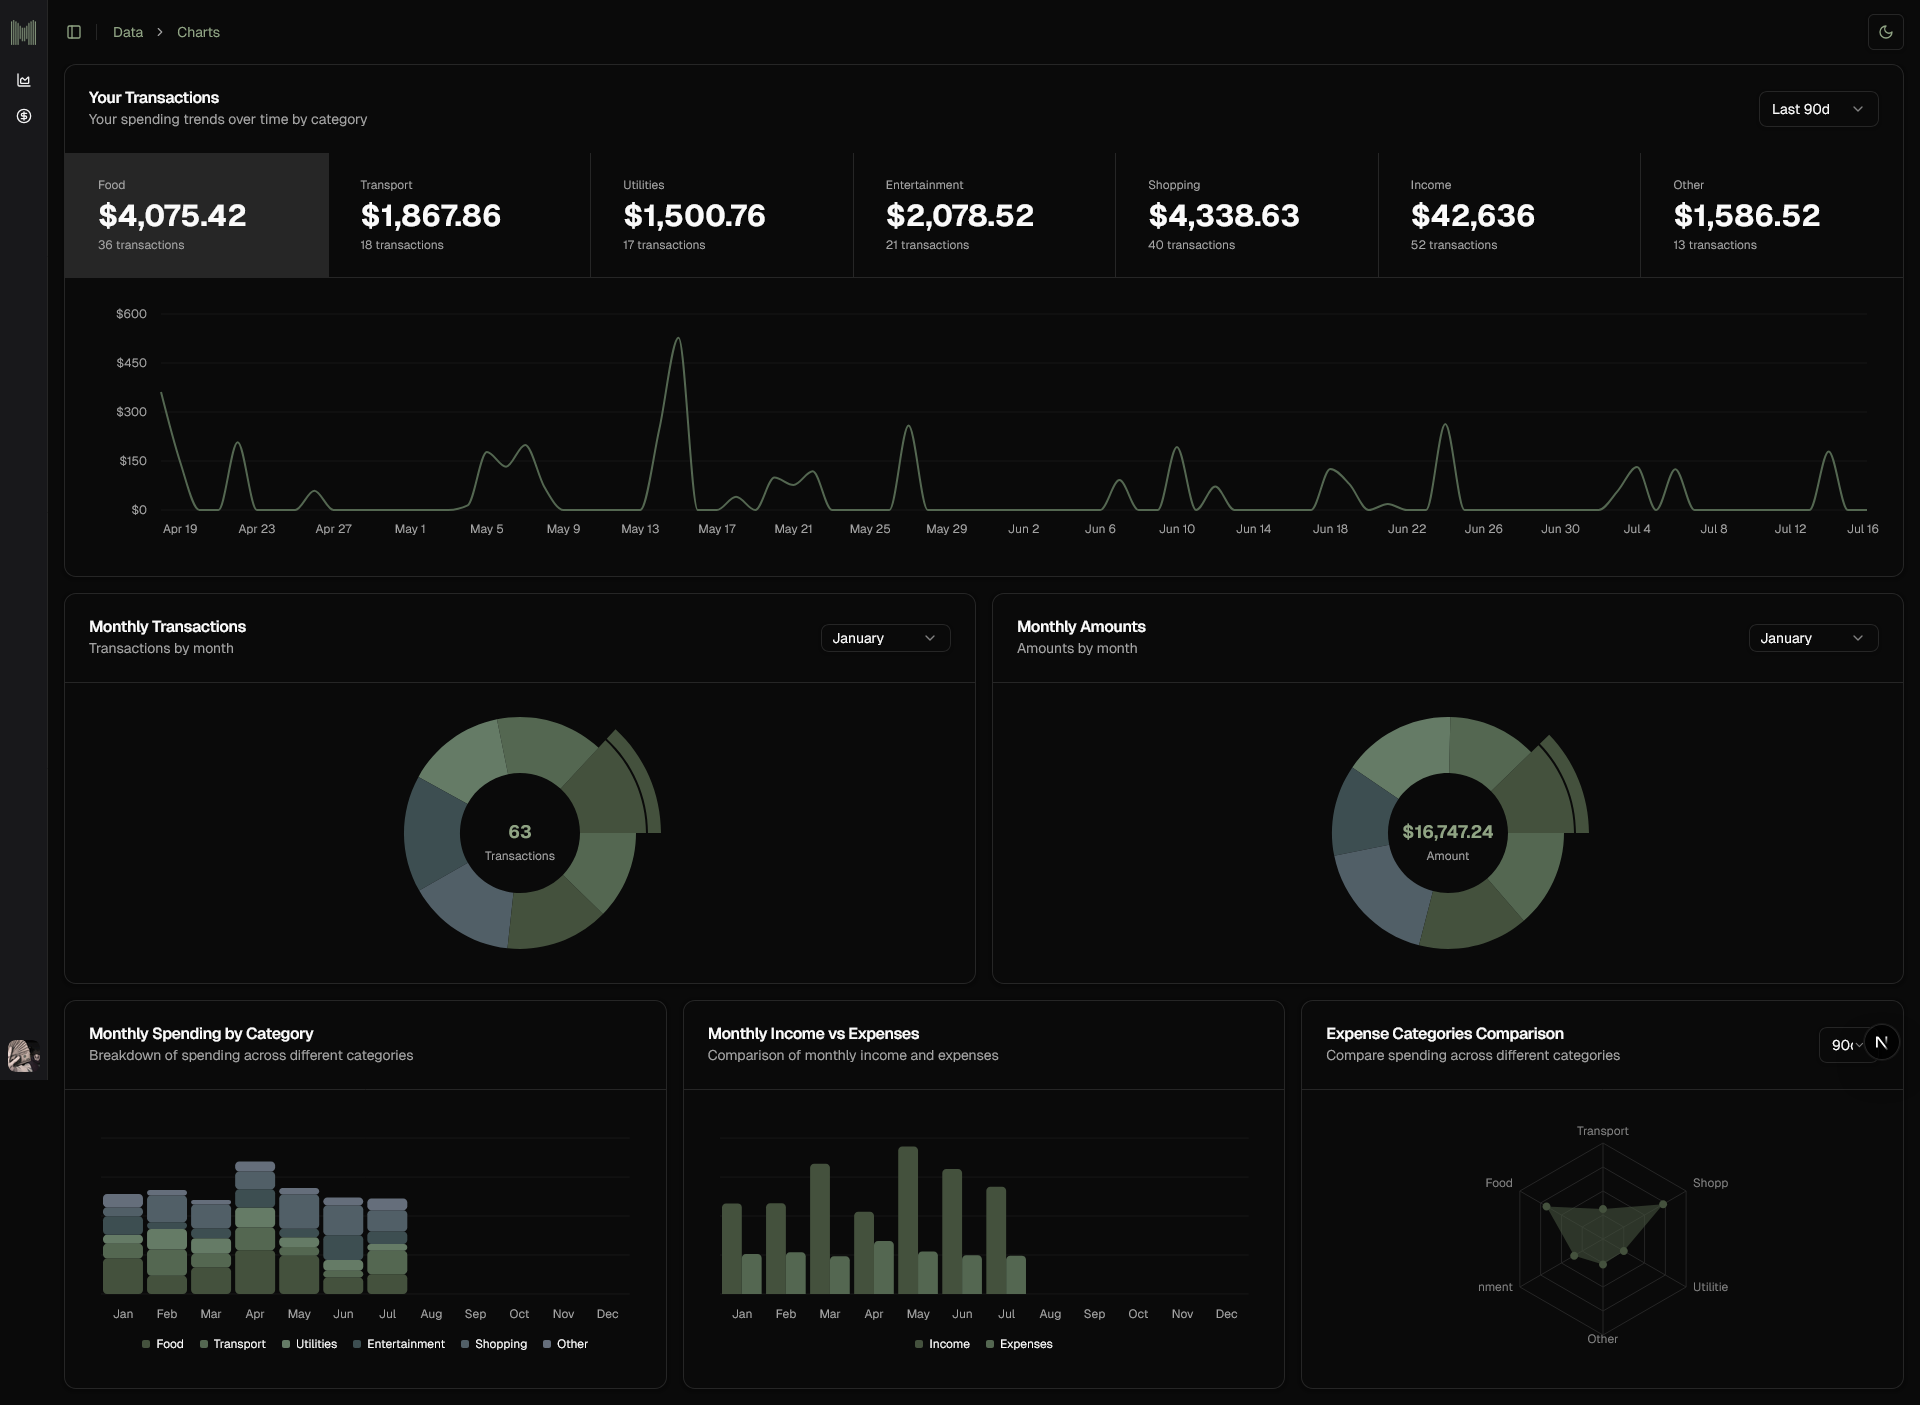 Data > Charts
Your Transactions
Your spending trends over time by category
Last 90d
Food
$4,075.42
36 transactions
Transport
$1,867.86
18 transactions
Utilities
$1,500.76
17 transactions
Entertainment
$2,078.52
21 transactions
Shopping
$4,338.63
40 transactions
Income
$42,636
52 transactions
Other
$1,586.52
13 transactions
$600
$450
$300
$150
$0
Apr 19 Apr 23 Apr 27 May 1 May 5 May 9 May 13 May 17 May 21 May 25 May 29 Jun 2 Jun 6 Jun 10 Jun 14 Jun 18 Jun 22 Jun 26 Jun 30 Jul 4 Jul 8 Jul 12 Jul 16
Monthly Transactions
Transactions by month
January
63
Transactions
Monthly Amounts
Amounts by month
January
$16,747.24
Amount
Monthly Spending by Category
Breakdown of spending across different categories
Jan Feb Mar Apr May Jun Jul Aug Sep Oct Nov Dec
Food Transport Utilities Entertainment Shopping Other
Monthly Income vs Expenses
Comparison of monthly income and expenses
Jan Feb Mar Apr May Jun Jul Aug Sep Oct Nov Dec
Income Expenses
Expense Categories Comparison
Compare spending across different categories
90
N
Transport
Food
Shopp
nment
Utilitie
Other